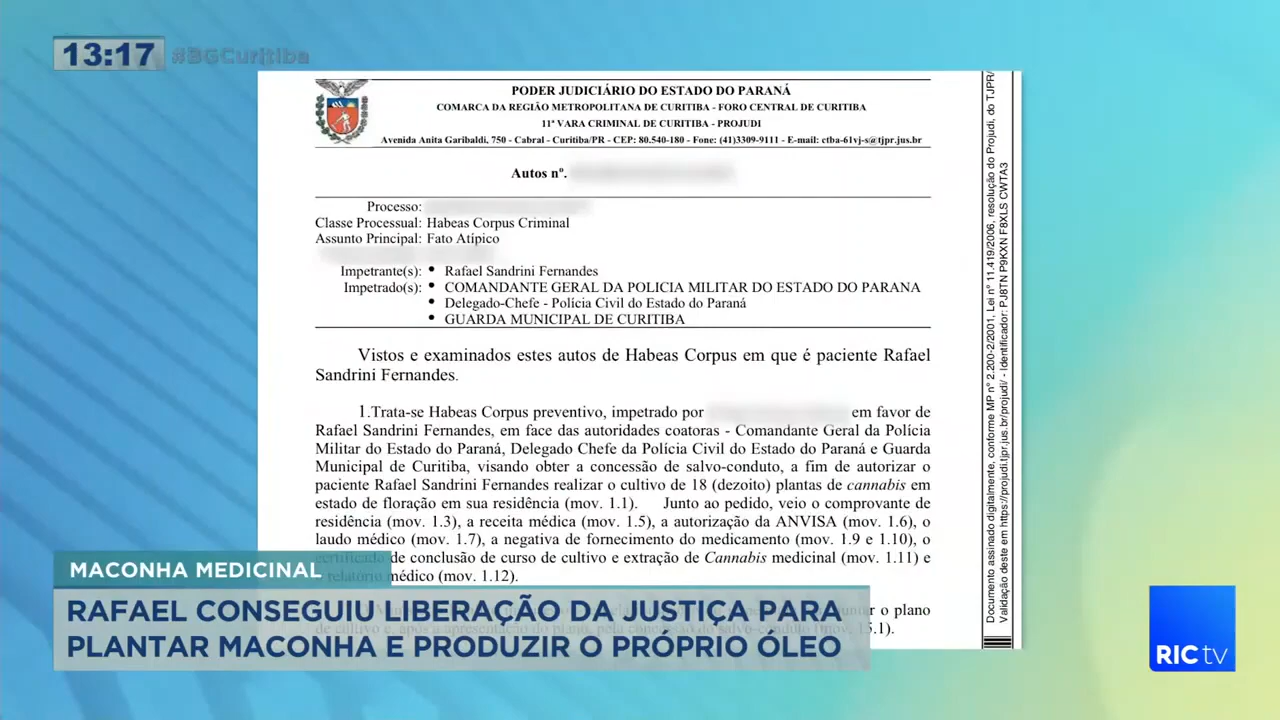 13:17 #BGCuritiba
PODER JUDICIÁRIO DO ESTADO DO PARANÁ
COMARCA DA REGIÃO METROPOLITANA DE CURITIBA - FORO CENTRAL DE CURITIBA
11ª VARA CRIMINAL DE CURITIBA - PROJUDI
Avenida Anita Garibaldi, 750 - Cabral - Curitiba/PR - CEP: 80.540-180 - Fone: (41)3309-9111 - E-mail: ctba-61vj-s@tjpr.jus.br
Autos nº.
Processo:
Classe Processual: Habeas Corpus Criminal
Assunto Principal: Fato Atípico
Impetrante(s): • Rafael Sandrini Fernandes
Impetrado(s): • COMANDANTE GERAL DA POLICIA MILITAR DO ESTADO DO PARANA
• Delegado-Chefe - Polícia Civil do Estado do Paraná
• GUARDA MUNICIPAL DE CURITIBA
Vistos e examinados estes autos de Habeas Corpus em que é paciente Rafael
Sandrini Fernandes.
1.Trata-se Habeas Corpus preventivo, impetrado por em favor de
Rafael Sandrini Fernandes, em face das autoridades coatoras - Comandante Geral da Polícia
Militar do Estado do Paraná, Delegado Chefe da Polícia Civil do Estado do Paraná e Guarda
Municipal de Curitiba, visando obter a concessão de salvo-conduto, a fim de autorizar o
paciente Rafael Sandrini Fernandes realizar o cultivo de 18 (dezoito) plantas de cannabis em
estado de floração em sua residência (mov. 1.1). Junto ao pedido, veio o comprovante de
residência (mov. 1.3), a receita médica (mov. 1.5), a autorização da ANVISA (mov. 1.6), o
laudo médico (mov. 1.7), a negativa de fornecimento do medicamento (mov. 1.9 e 1.10), o
certificado de conclusão de curso de cultivo e extração de Cannabis medicinal (mov. 1.11) e
o relatório médico (mov. 1.12).
r o plano
5.1).
Documento assinado digitalmente, conforme MP nº 2.200-2/2001, Lei nº 11.419/2006, resolução do Projudi, do TJPR/
Validação deste em https://projudi.tjpr.jus.br/projudi/ - Identificador: PJ8TN P9KXN F8XLS CWTA3
MACONHA MEDICINAL
RAFAEL CONSEGUIU LIBERAÇÃO DA JUSTIÇA PARA
PLANTAR MACONHA E PRODUZIR O PRÓPRIO ÓLEO
RIC tv